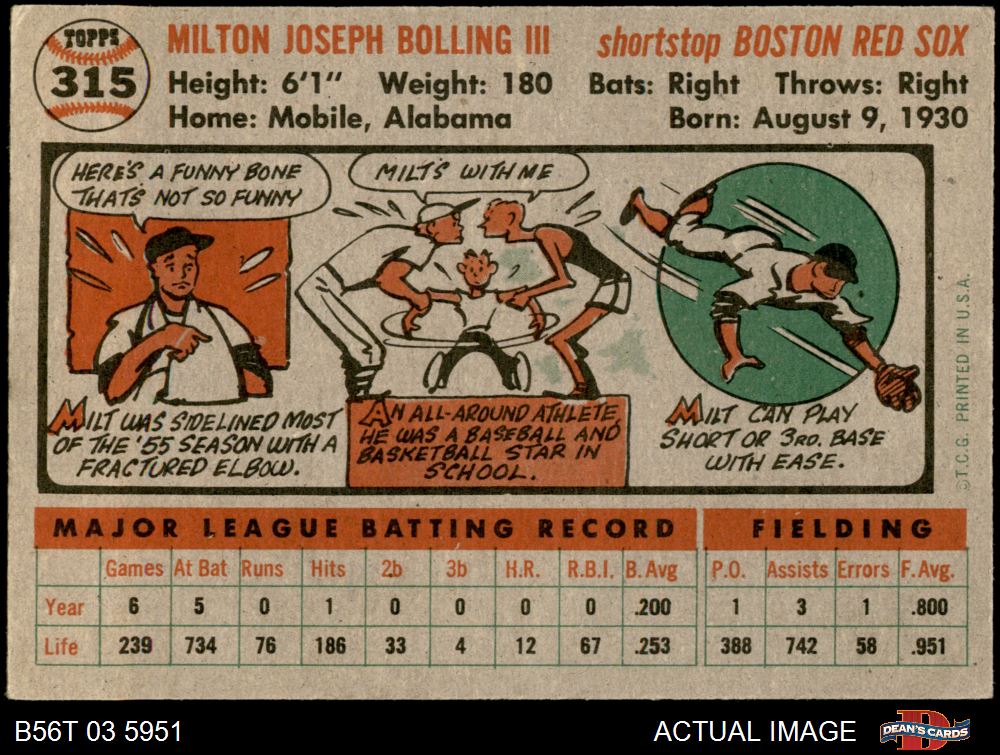 TOPPS
315
MILTON JOSEPH BOLLING III
shortstop BOSTON RED SOX
Height: 6'1" Weight: 180 Bats: Right Throws: Right
Home: Mobile, Alabama Born: August 9, 1930
HERE'S A FUNNY BONE
THAT'S NOT SO FUNNY
MILT WAS SIDELINED MOST
OF THE '55 SEASON WITH A
FRACTURED ELBOW.
MILT'S WITH ME
AN ALL-AROUND ATHLETE
HE WAS A BASEBALL AND
BASKETBALL STAR IN
SCHOOL.
MILT CAN PLAY
SHORT OR 3RD. BASE
WITH EASE.
©T.C.G. PRINTED IN U.S.A.
MAJOR LEAGUE BATTING RECORD FIELDING
Games At Bat Runs Hits 2b 3b H.R. R.B.I. B. Avg P.O. Assists Errors F. Avg.
Year 6 5 0 1 0 0 0 0 .200 1 3 1 .800
Life 239 734 76 186 33 4 12 67 .253 388 742 58 .951
B56T 03 5951
ACTUAL IMAGE
D
DEAN'S CARDS